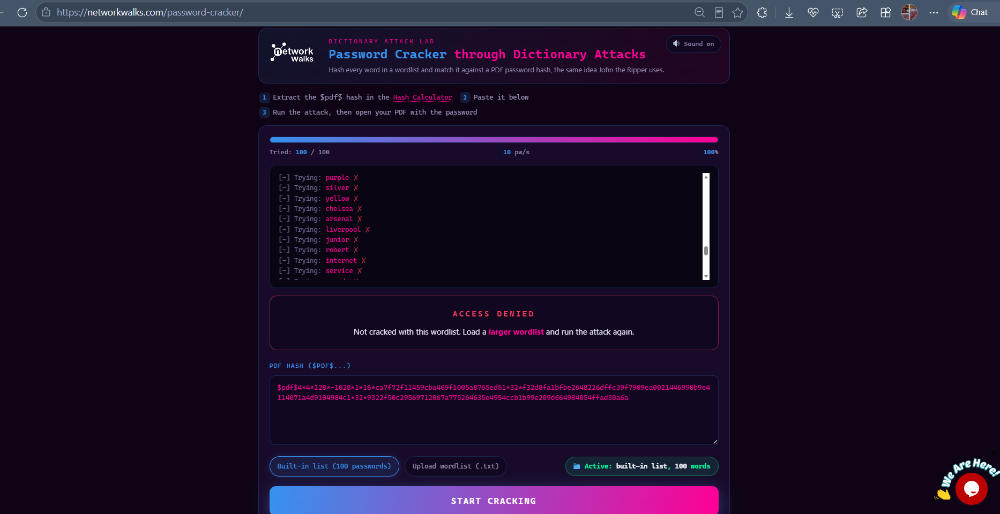 https://networkwalks.com/password-cracker/
Chat
network
walks
DICTIONARY ATTACK LAB
Password Cracker through Dictionary Attacks
Hash every word in a wordlist and match it against a PDF password hash, the same idea John the Ripper uses.
Sound on
1 Extract the $pdf$ hash in the Hash Calculator 2 Paste it below
3 Run the attack, then open your PDF with the password
Tried: 100 / 100 10 pw/s 100%
[-] Trying: purple ✗
[-] Trying: silver ✗
[-] Trying: yellow ✗
[-] Trying: chelsea ✗
[-] Trying: arsenal ✗
[-] Trying: liverpool ✗
[-] Trying: junior ✗
[-] Trying: robert ✗
[-] Trying: internet ✗
[-] Trying: service ✗
ACCESS DENIED
Not cracked with this wordlist. Load a larger wordlist and run the attack again.
PDF HASH ($PDF$...)
$pdf$4*4*128*-1028*1*16*ca7f72f11459cba469f1005a8765ed51*32*f32d8fa1bfbe2648226dffc39f7909ea0021446990b9e4
114071a4d9104984c1*32*9322f50c29569712067a775264635e4954ccb1b99e209d664984054ffad30a6a
Built-in list (100 passwords) Upload wordlist (.txt) Active: built-in list, 100 words
START CRACKING
We Are Here!